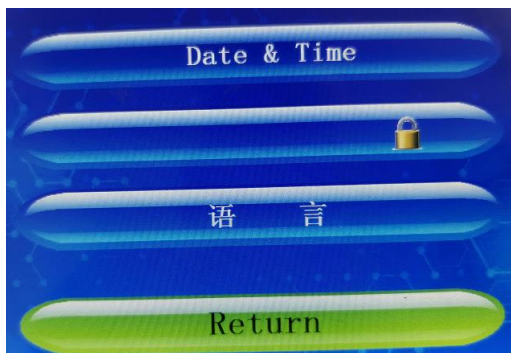 Date & Time
语 言
Return